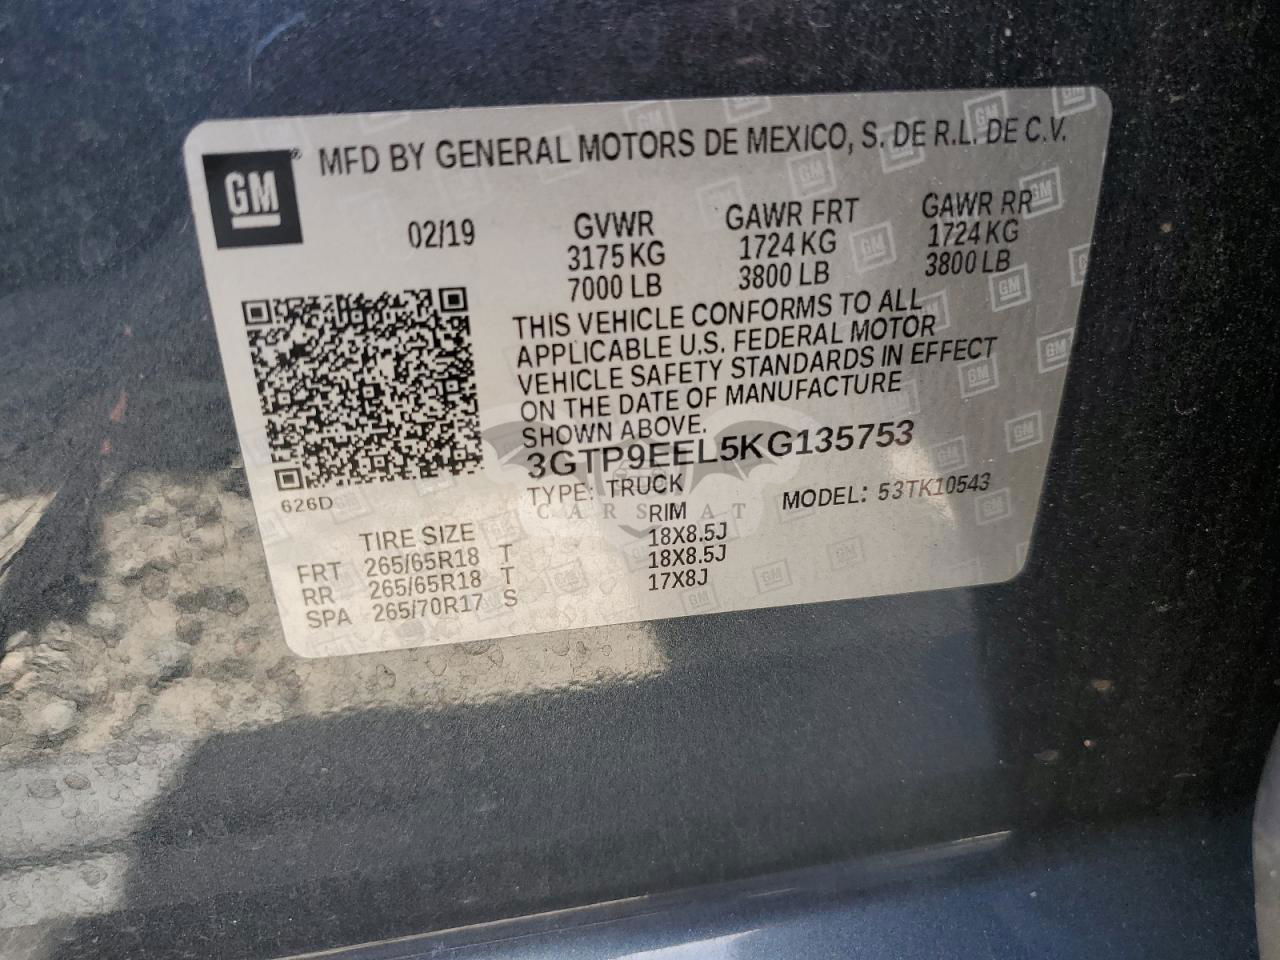 GM® MFD BY GENERAL MOTORS DE MEXICO, S. DE R.L. DE C.V.
02/19 GVWR GAWR FRT GAWR RR
3175 KG 1724 KG 1724 KG
7000 LB 3800 LB 3800 LB
THIS VEHICLE CONFORMS TO ALL
APPLICABLE U.S. FEDERAL MOTOR
VEHICLE SAFETY STANDARDS IN EFFECT
ON THE DATE OF MANUFACTURE
SHOWN ABOVE.
3GTP9EEL5KG135753
626D TYPE: TRUCK MODEL: 53TK10543
TIRE SIZE RIM
FRT 265/65R18 T 18X8.5J
RR 265/65R18 T 18X8.5J
SPA 265/70R17 S 17X8J